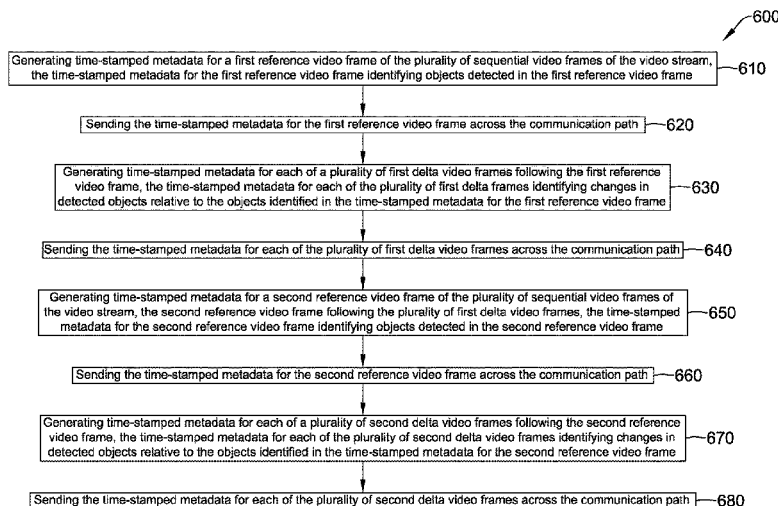 600
Generating time-stamped metadata for a first reference video frame of the plurality of sequential video frames of the video stream,
the time-stamped metadata for the first reference video frame identifying objects detected in the first reference video frame
610
Sending the time-stamped metadata for the first reference video frame across the communication path
620
Generating time-stamped metadata for each of a plurality of first delta video frames following the first reference
video frame, the time-stamped metadata for each of the plurality of first delta frames identifying changes in
detected objects relative to the objects identified in the time-stamped metadata for the first reference video frame
630
Sending the time-stamped metadata for each of the plurality of first delta video frames across the communication path
640
Generating time-stamped metadata for a second reference video frame of the plurality of sequential video frames of
the video stream, the second reference video frame following the plurality of first delta video frames, the time-stamped
metadata for the second reference video frame identifying objects detected in the second reference video frame
650
Sending the time-stamped metadata for the second reference video frame across the communication path
660
Generating time-stamped metadata for each of a plurality of second delta video frames following the second reference
video frame, the time-stamped metadata for each of the plurality of second delta video frames identifying changes in
detected objects relative to the objects identified in the time-stamped metadata for the second reference video frame
670
Sending the time-stamped metadata for each of the plurality of second delta video frames across the communication path
680